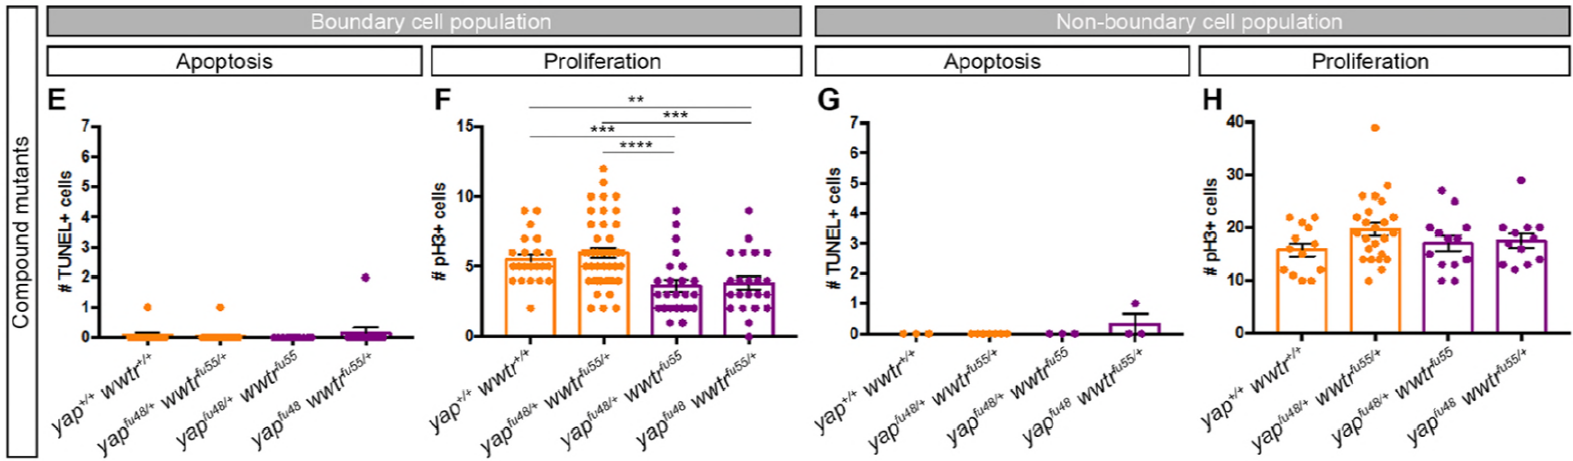 Boundary cell population
Non-boundary cell population
Apoptosis
Proliferation
Apoptosis
Proliferation
Compound mutants
E
# TUNEL+ cells
7
6
5
4
3
2
1
0
yap+/+ wwtr+/+
yapfu48/+ wwtrfu55/+
yapfu48/+ wwtrfu55
yapfu48 wwtrfu55/+
F
**
***
***
****
# pH3+ cells
15
10
5
0
yap+/+ wwtr+/+
yapfu48/+ wwtrfu55/+
yapfu48/+ wwtrfu55
yapfu48 wwtrfu55/+
G
# TUNEL+ cells
7
6
5
4
3
2
1
0
yap+/+ wwtr+/+
yapfu48/+ wwtrfu55/+
yapfu48/+ wwtrfu55
yapfu48 wwtrfu55/+
H
# pH3+ cells
40
30
20
10
0
yap+/+ wwtr+/+
yapfu48/+ wwtrfu55/+
yapfu48/+ wwtrfu55
yapfu48 wwtrfu55/+